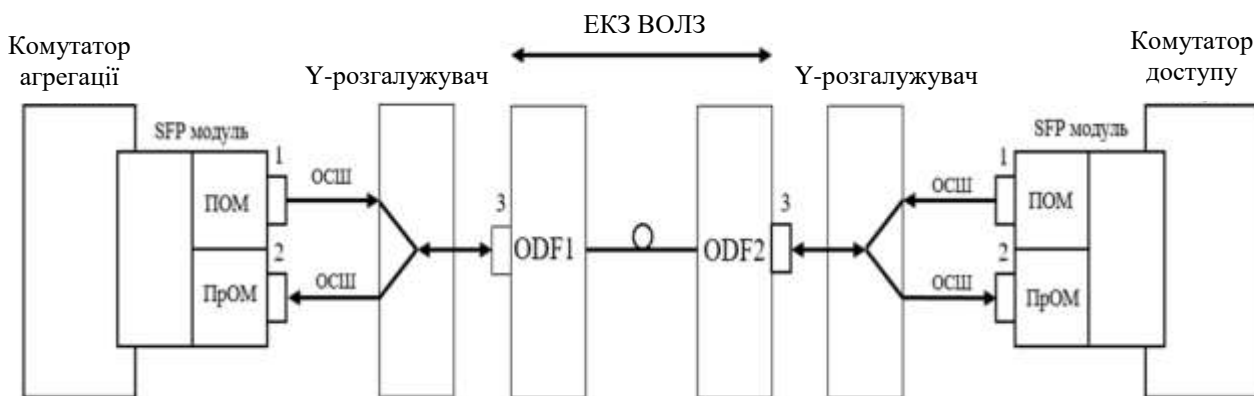 ЕКЗ ВОЛЗ
Комутатор
агрегації
Y-розгалужувач
Y-розгалужувач
Комутатор
доступу
SFP модуль
SFP модуль
1
ОСШ
ПОМ
3
ODF1
ODF2
3
ОСШ
1
ПОМ
2
ОСШ
ПрОМ
ОСШ
2
ПрОМ